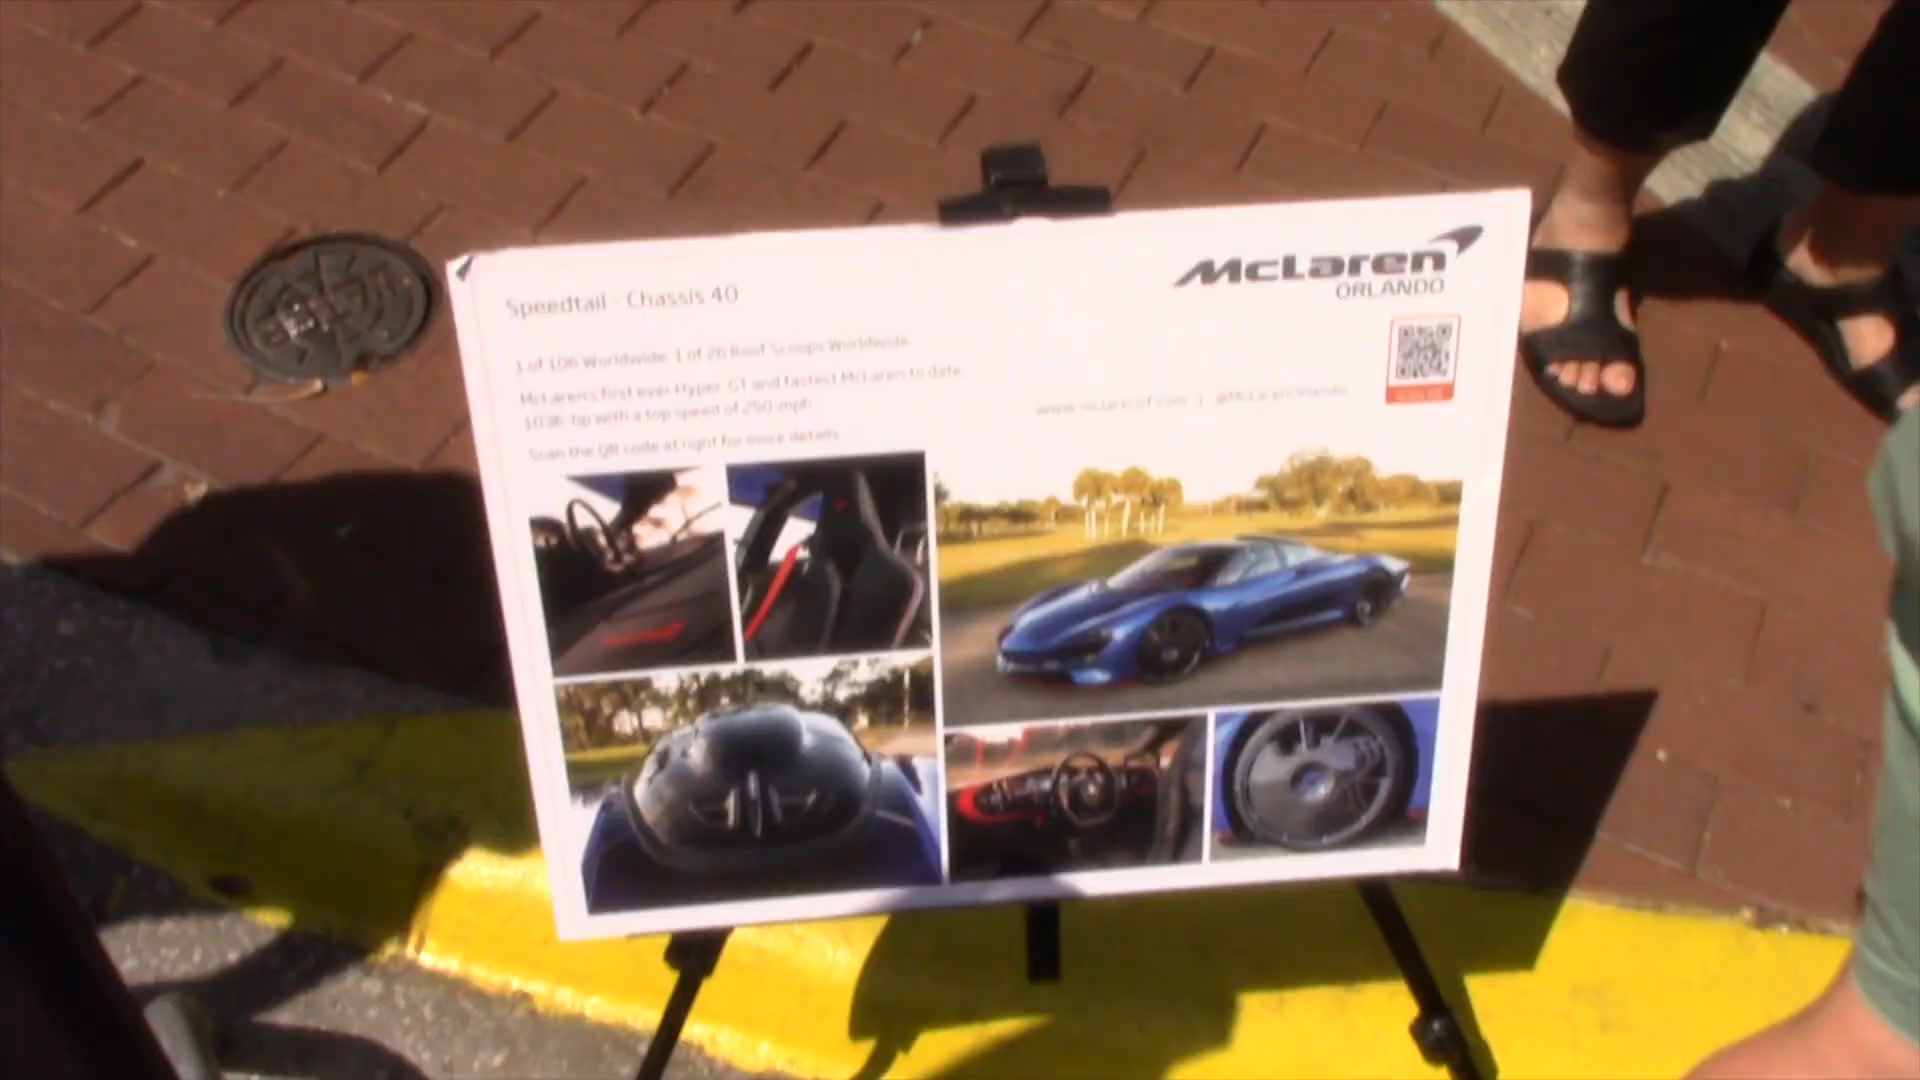 McLaren
ORLANDO
Speedtail - Chassis 40
1 of 106 Worldwide. 1 of 26 Roof Scoops Worldwide
McLaren's first ever Hyper GT and fastest McLaren to date
1036 hp with a top speed of 250 mph
Scan the QR code at right for more details